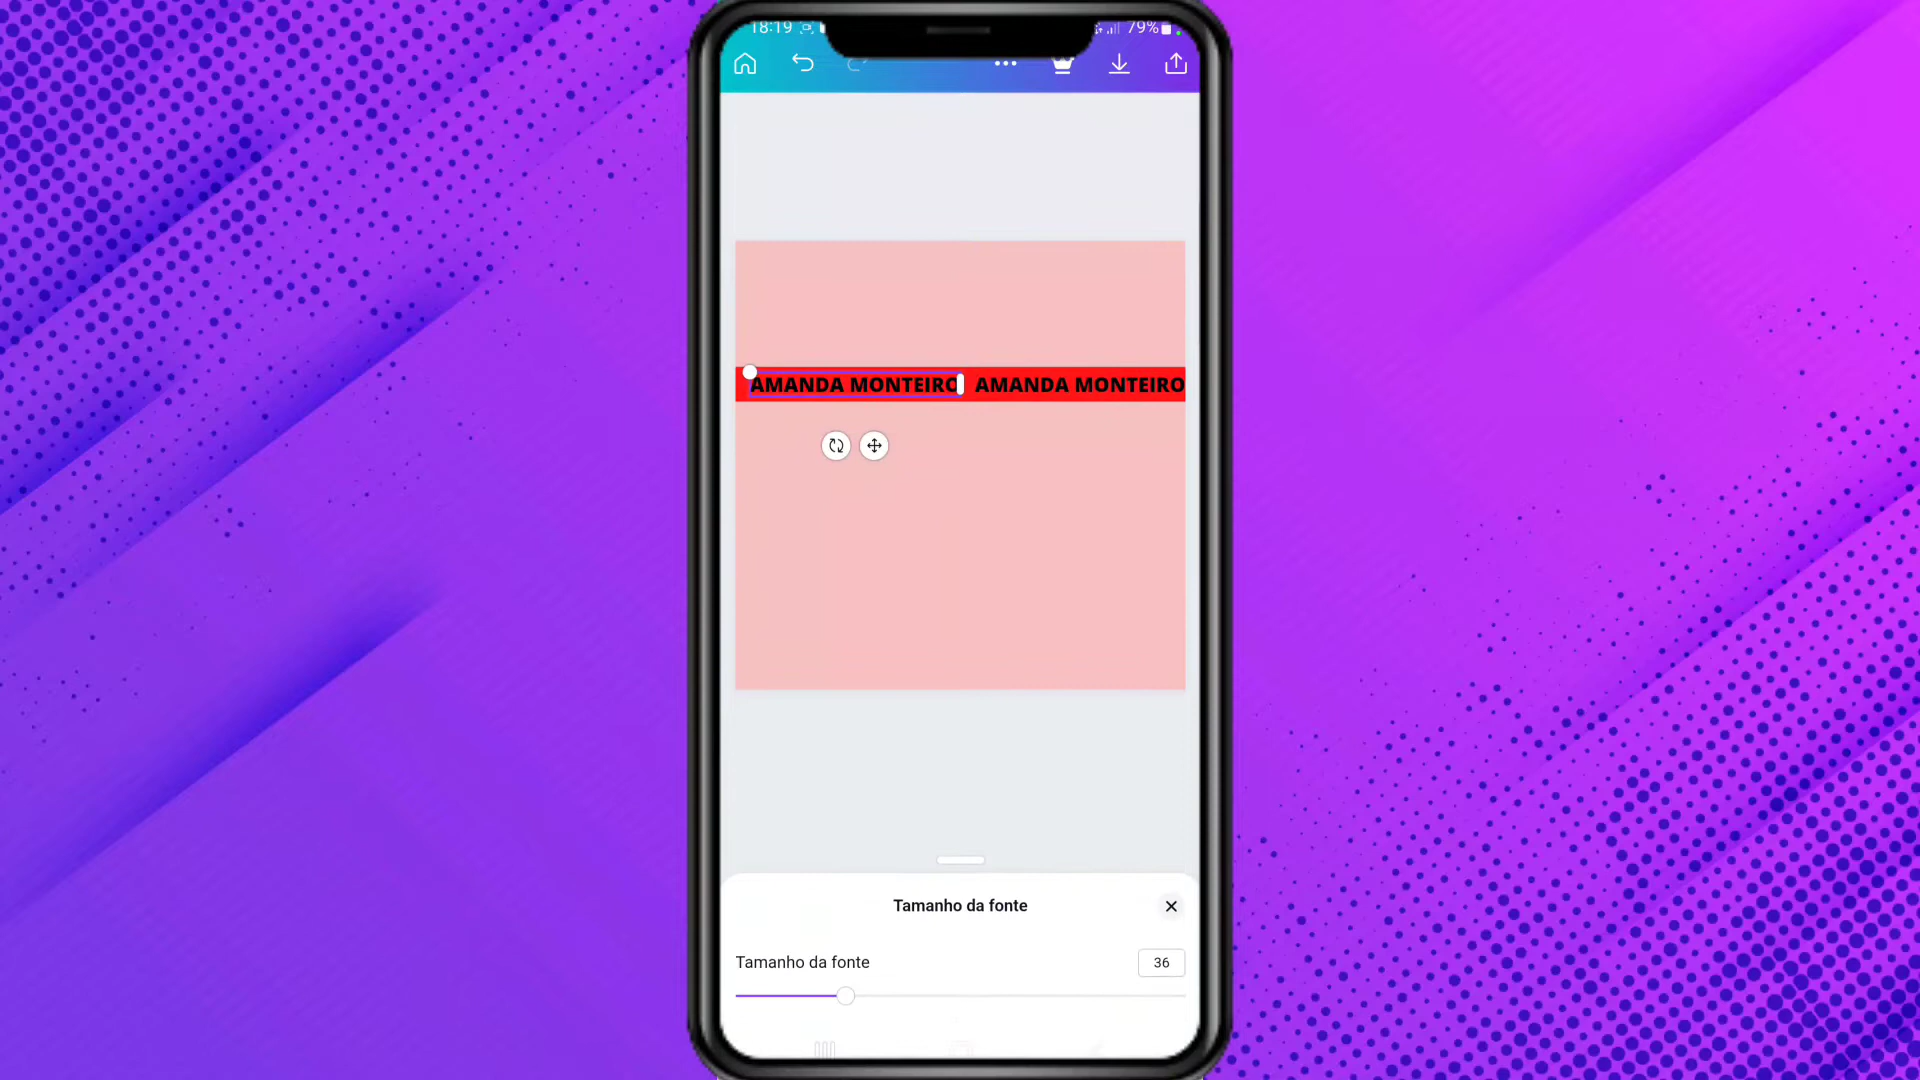 18:19
79%
AMANDA MONTEIRO AMANDA MONTEIRO
Tamanho da fonte
Tamanho da fonte 36